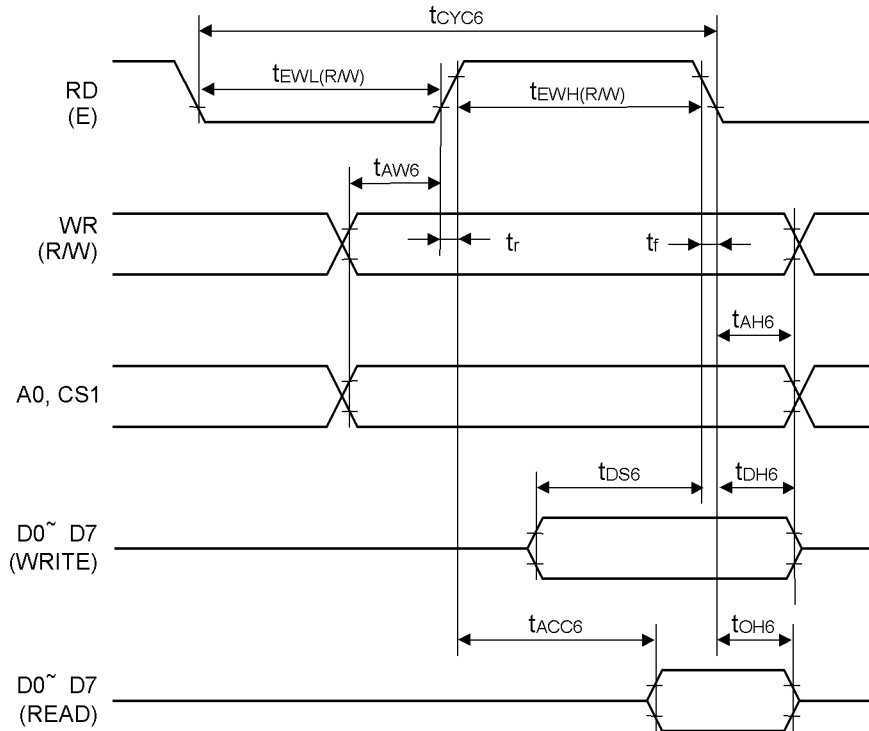 tCYC6
tEWL(R/W)
RD
(E)
tEWH(R/W)
tAW6
WR
(R/W)
tr
tf
tAH6
A0, CS1
tDS6
tDH6
D0~ D7
(WRITE)
tACC6
tOH6
D0~ D7
(READ)